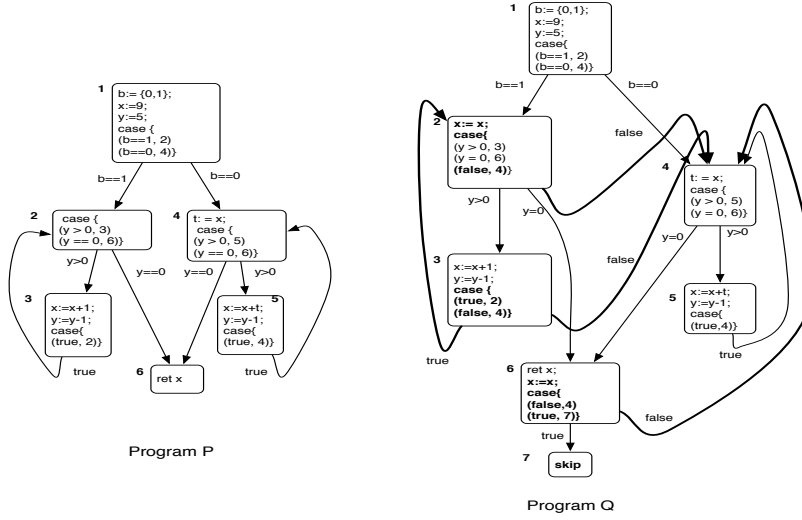 1
b:= {0,1};
x:=9;
y:=5;
case {
(b==1, 2)
(b==0, 4)}
b==1
b==0
2
case {
(y > 0, 3)
(y == 0, 6)}
4
t: = x;
case {
(y > 0, 5)
(y == 0, 6)}
y>0
y==0
y==0
y>0
3
x:=x+1;
y:=y-1;
case{
(true, 2)}
true
5
x:=x+t;
y:=y-1;
case{
(true, 4)}
true
6
ret x
Program P
1
b:= {0,1};
x:=9;
y:=5;
case{
(b==1, 2)
(b==0, 4)}
b==1
b==0
2
x:= x;
case{
(y > 0, 3)
(y = 0, 6)
(false, 4)}
false
4
t: = x;
case {
(y > 0, 5)
(y = 0, 6)}
y>0
y=0
y=0
y>0
3
x:=x+1;
y:=y-1;
case {
(true, 2)
(false, 4)}
true
false
5
x:=x+t;
y:=y-1;
case{
(true,4)}
true
6
ret x;
x:=x;
case{
(false,4)
(true, 7)}
true
false
7
skip
Program Q